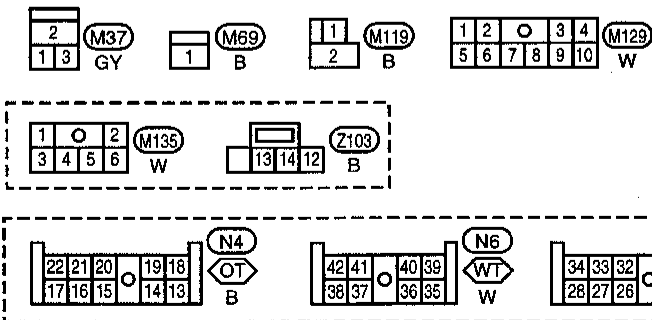 2
1 3
M37
GY
1
M69
B
1
2
M119
B
1 2 3 4
5 6 7 8 9 10
M129
W
1 2
3 4 5 6
M135
W
13 14 12
Z103
B
22 21 20 19 18
17 16 15 14 13
N4
OT
B
42 41 40 39
38 37 36 35
N6
WT
W
34 33 32
28 27 26